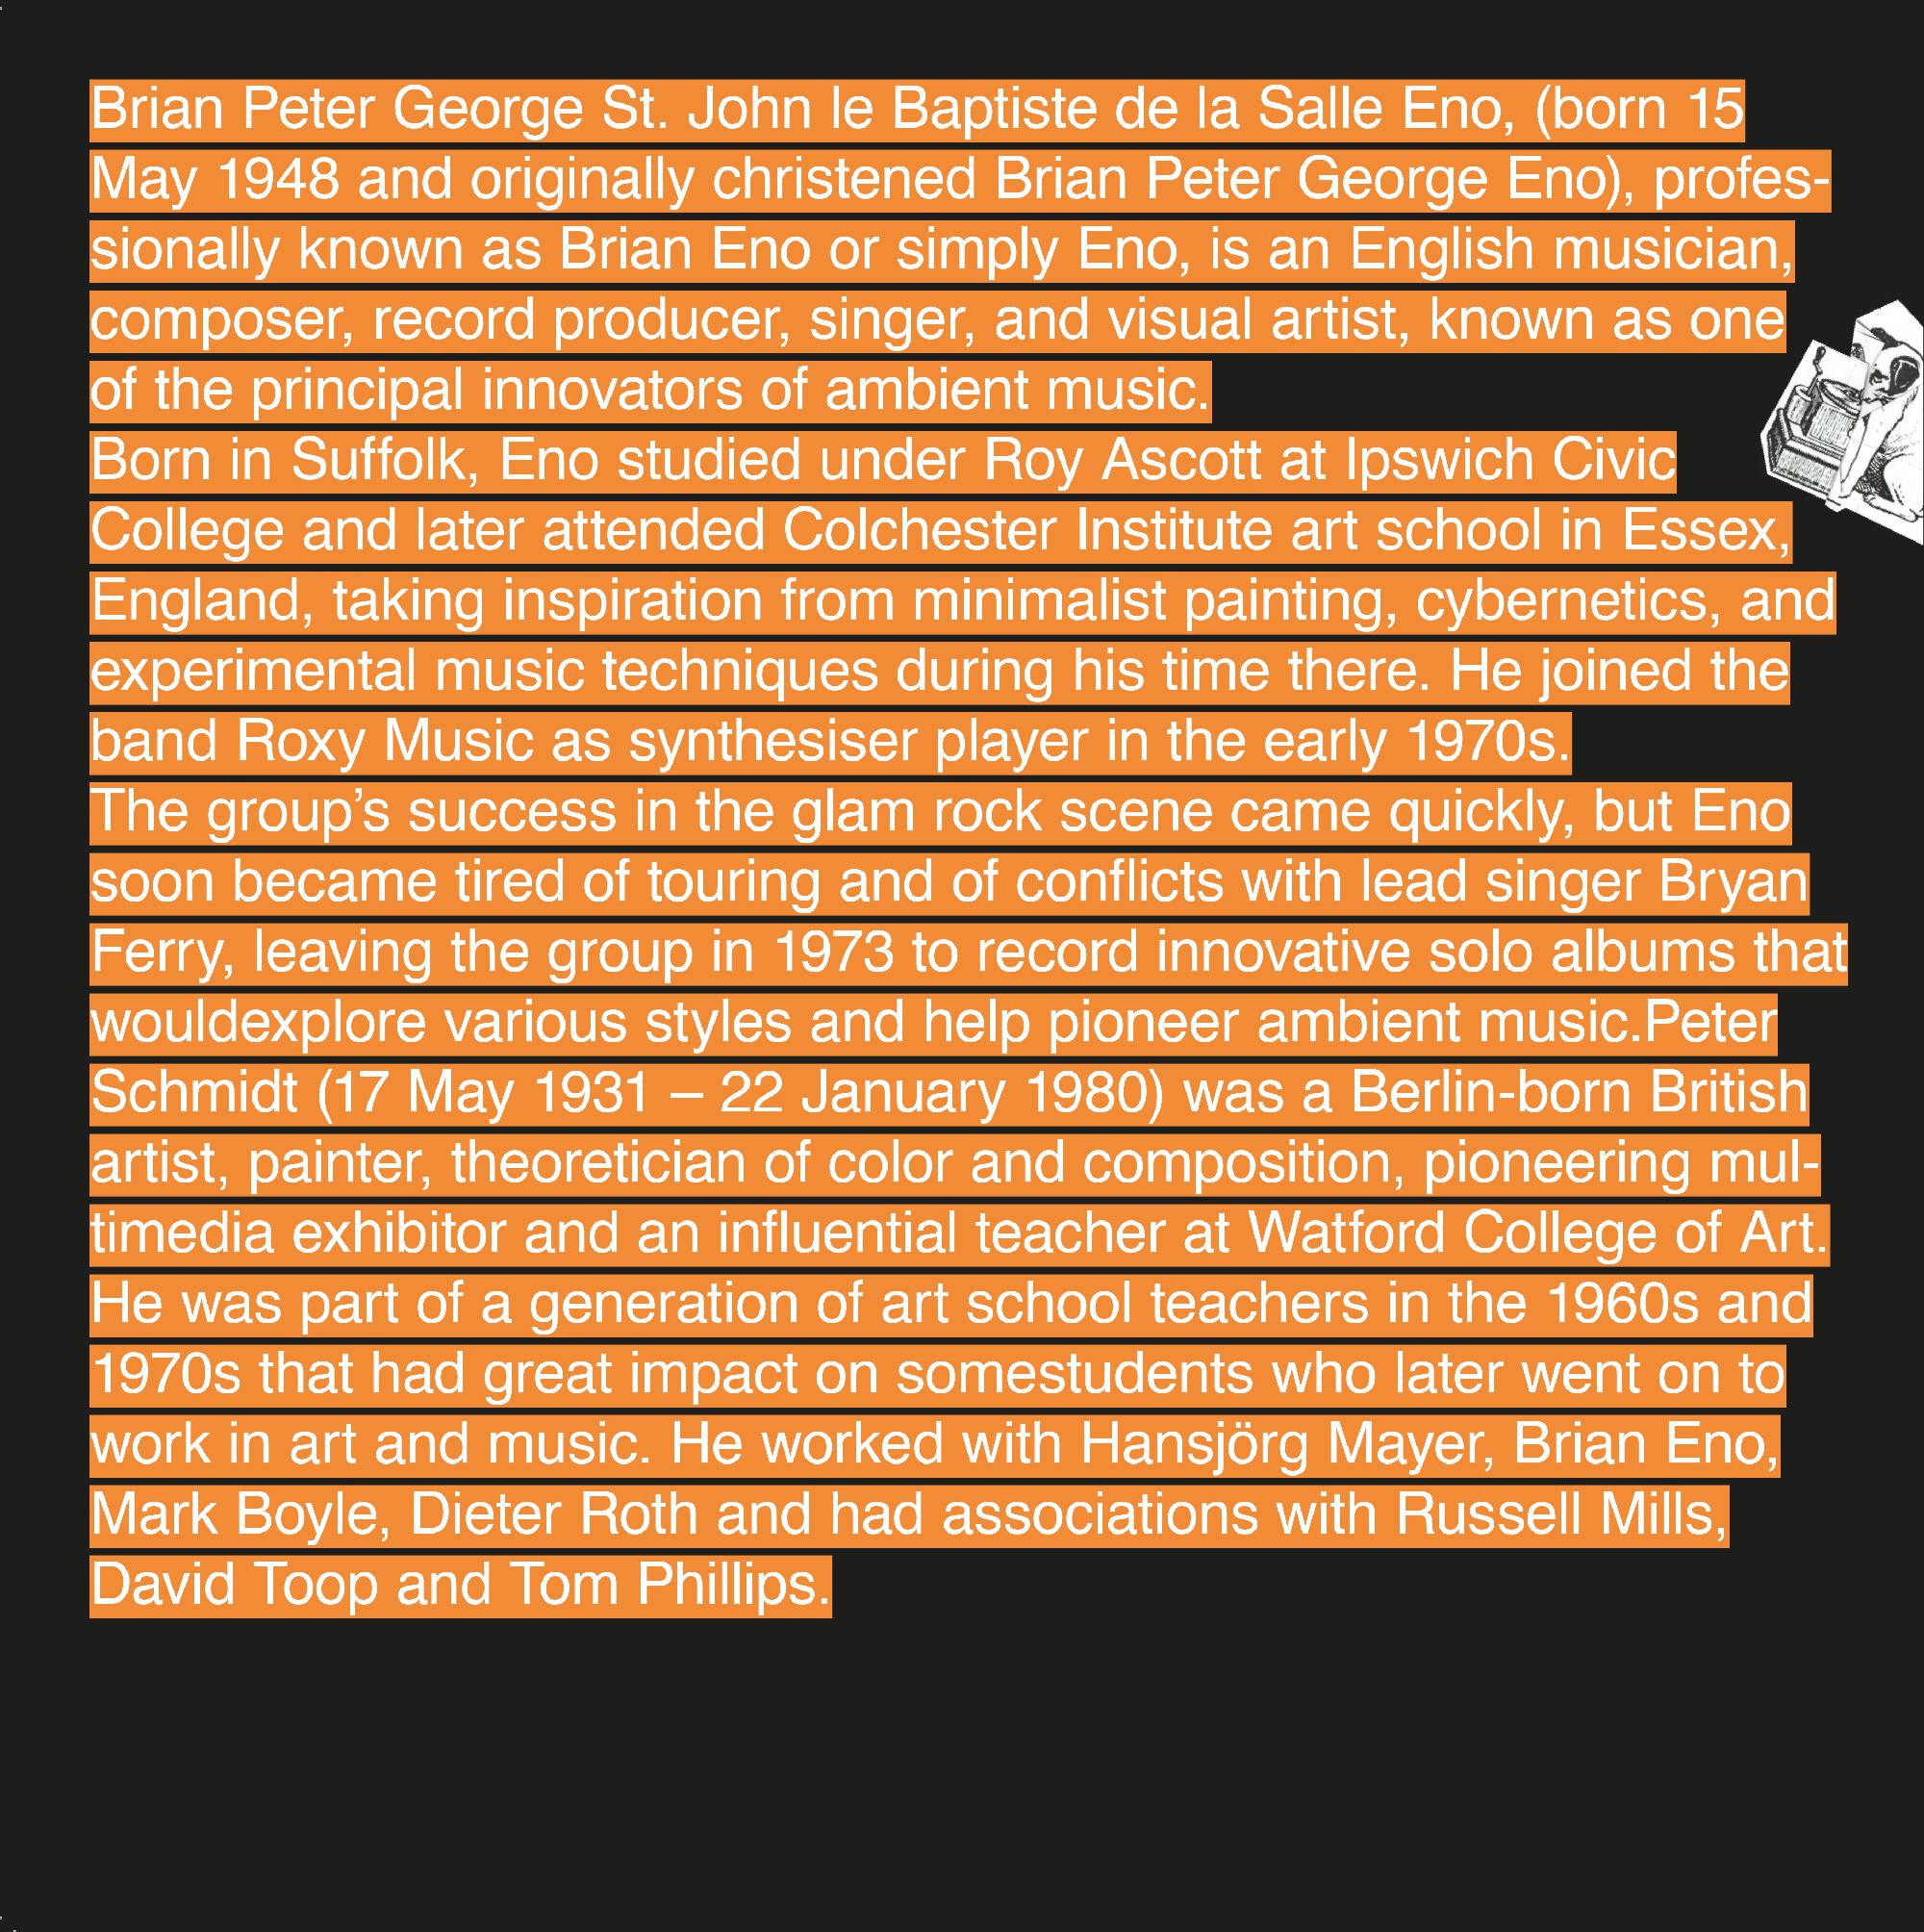 Brian Peter George St. John le Baptiste de la Salle Eno, (born 15
May 1948 and originally christened Brian Peter George Eno), profes-
sionally known as Brian Eno or simply Eno, is an English musician,
composer, record producer, singer, and visual artist, known as one
of the principal innovators of ambient music.
Born in Suffolk, Eno studied under Roy Ascott at Ipswich Civic
College and later attended Colchester Institute art school in Essex,
England, taking inspiration from minimalist painting, cybernetics, and
experimental music techniques during his time there. He joined the
band Roxy Music as synthesiser player in the early 1970s.
The group’s success in the glam rock scene came quickly, but Eno
soon became tired of touring and of conflicts with lead singer Bryan
Ferry, leaving the group in 1973 to record innovative solo albums that
wouldexplore various styles and help pioneer ambient music.Peter
Schmidt (17 May 1931 – 22 January 1980) was a Berlin-born British
artist, painter, theoretician of color and composition, pioneering mul-
timedia exhibitor and an influential teacher at Watford College of Art.
He was part of a generation of art school teachers in the 1960s and
1970s that had great impact on somestudents who later went on to
work in art and music. He worked with Hansjörg Mayer, Brian Eno,
Mark Boyle, Dieter Roth and had associations with Russell Mills,
David Toop and Tom Phillips.